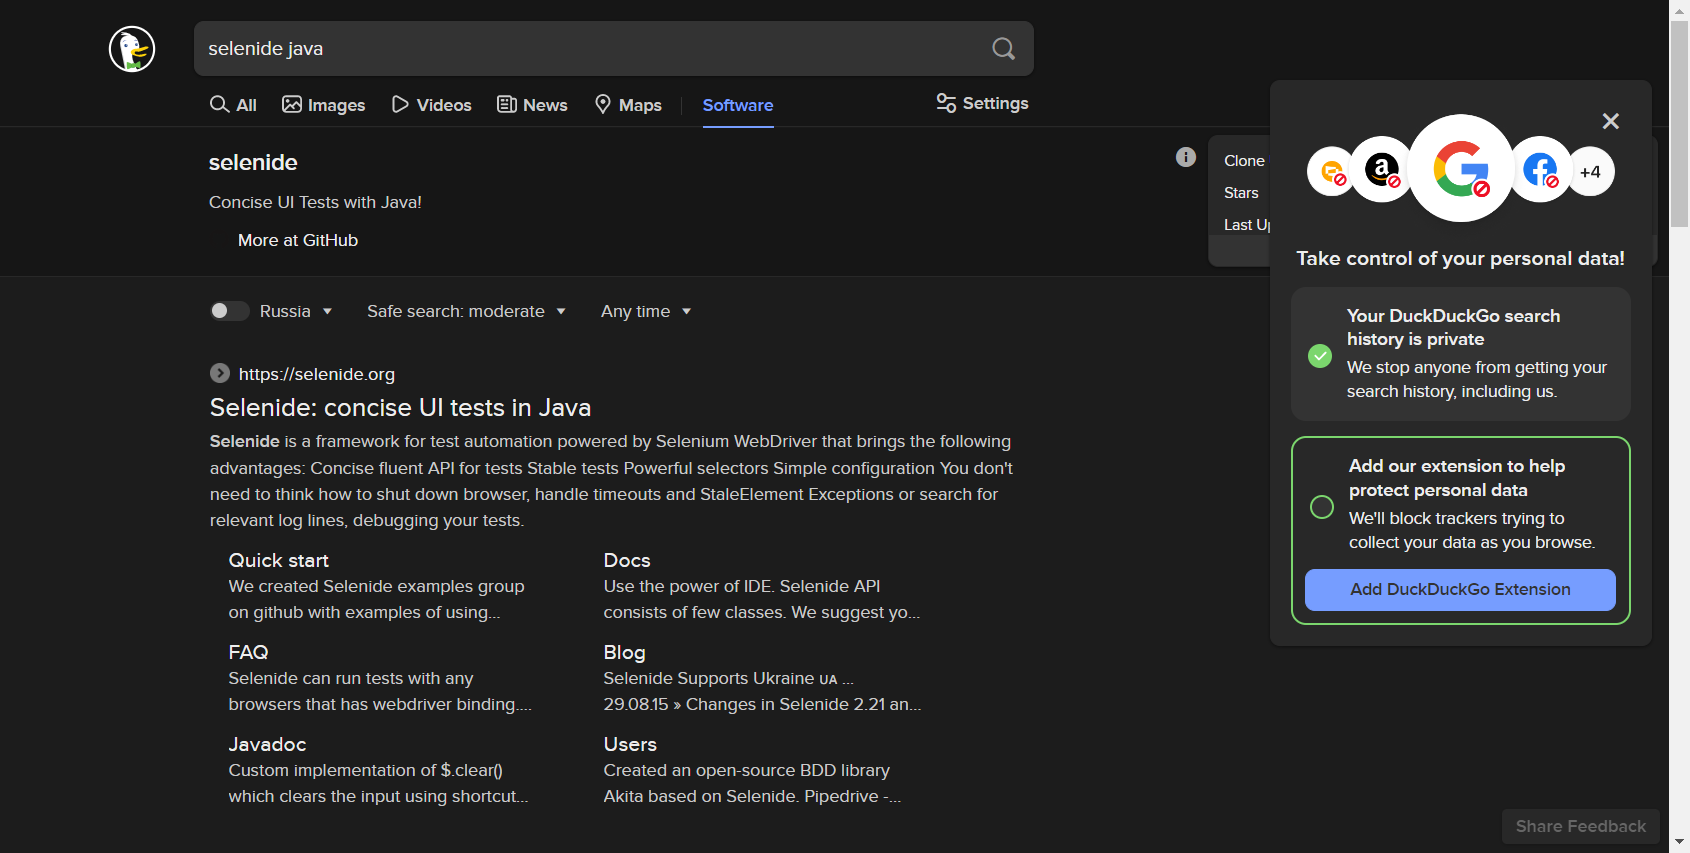 selenide java
All Images Videos News Maps Software Settings
selenide
Concise UI Tests with Java!
More at GitHub
Clone
Stars
Last Up
Russia Safe search: moderate Any time
https://selenide.org
Selenide: concise UI tests in Java
Selenide is a framework for test automation powered by Selenium WebDriver that brings the following
advantages: Concise fluent API for tests Stable tests Powerful selectors Simple configuration You don't
need to think how to shut down browser, handle timeouts and StaleElement Exceptions or search for
relevant log lines, debugging your tests.
Quick start
We created Selenide examples group
on github with examples of using...
Docs
Use the power of IDE. Selenide API
consists of few classes. We suggest yo...
FAQ
Selenide can run tests with any
browsers that has webdriver binding....
Blog
Selenide Supports Ukraine UA ...
29.08.15 » Changes in Selenide 2.21 an...
Javadoc
Custom implementation of $.clear()
which clears the input using shortcut...
Users
Created an open-source BDD library
Akita based on Selenide. Pipedrive -...
+4
Take control of your personal data!
Your DuckDuckGo search
history is private
We stop anyone from getting your
search history, including us.
Add our extension to help
protect personal data
We'll block trackers trying to
collect your data as you browse.
Add DuckDuckGo Extension
Share Feedback